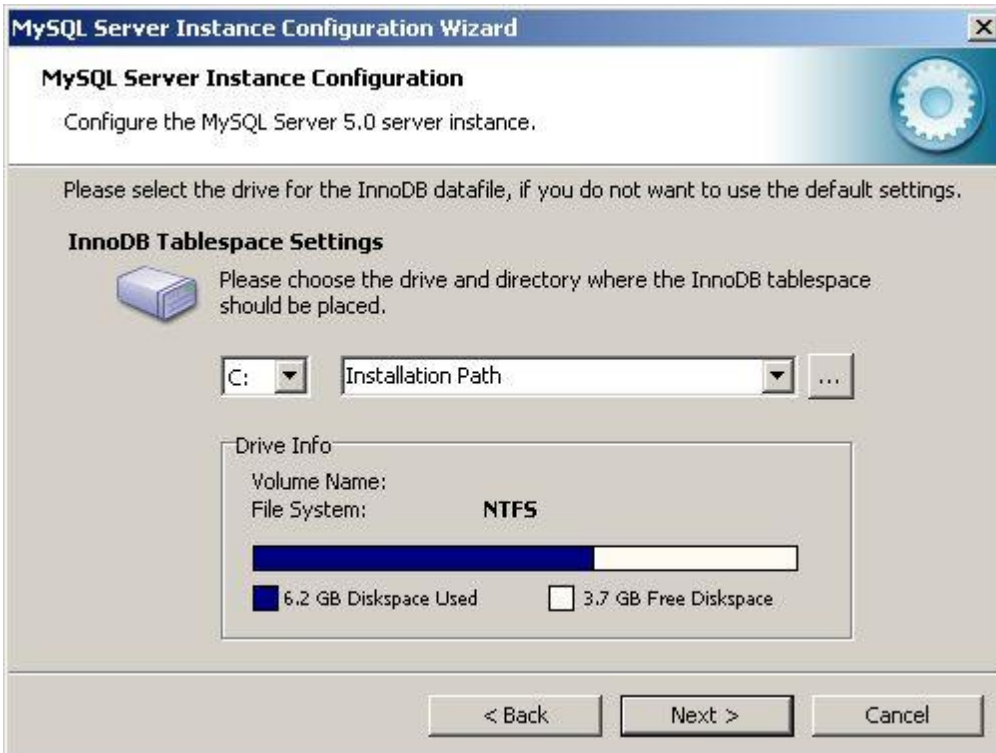 MySQL Server Instance Configuration Wizard
MySQL Server Instance Configuration
Configure the MySQL Server 5.0 server instance.
Please select the drive for the InnoDB datafile, if you do not want to use the default settings.
InnoDB Tablespace Settings
Please choose the drive and directory where the InnoDB tablespace
should be placed.
C: Installation Path ...
Drive Info
Volume Name:
File System: NTFS
6.2 GB Diskspace Used 3.7 GB Free Diskspace
< Back Next > Cancel